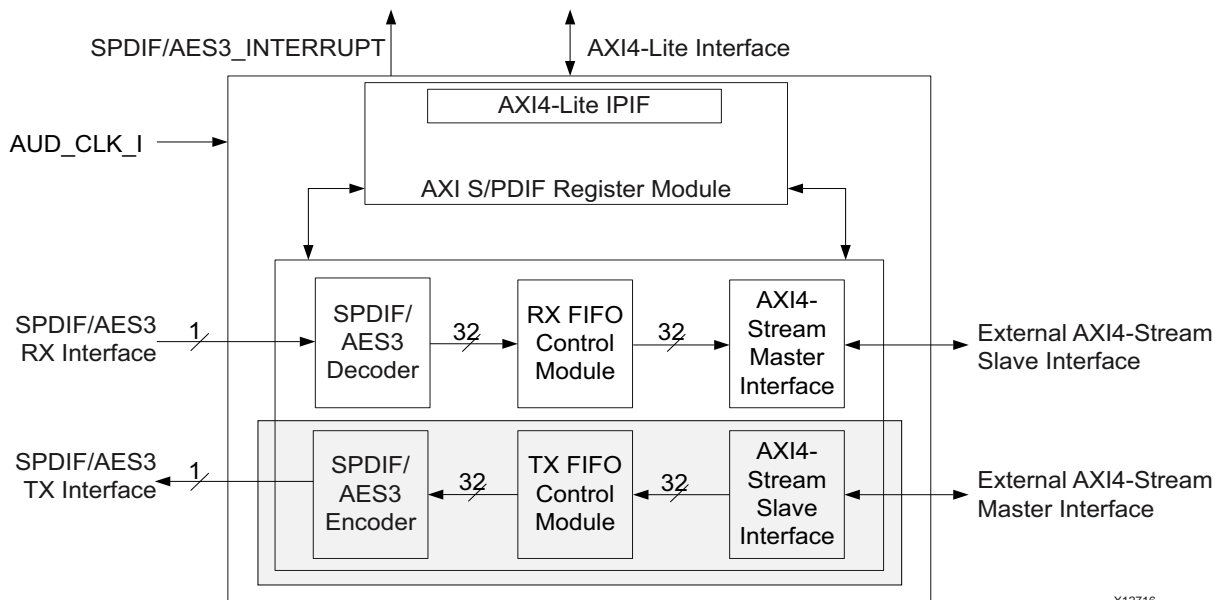 SPDIF/AES3_INTERRUPT
AXI4-Lite Interface
AXI4-Lite IPIF
AUD_CLK_I
AXI S/PDIF Register Module
SPDIF/AES3
RX Interface
1
SPDIF/
AES3
Decoder
32
RX FIFO
Control
Module
32
AXI4-
Stream
Master
Interface
External AXI4-Stream
Slave Interface
SPDIF/AES3
TX Interface
1
SPDIF/
AES3
Encoder
32
TX FIFO
Control
Module
32
AXI4-
Stream
Slave
Interface
External AXI4-Stream
Master Interface